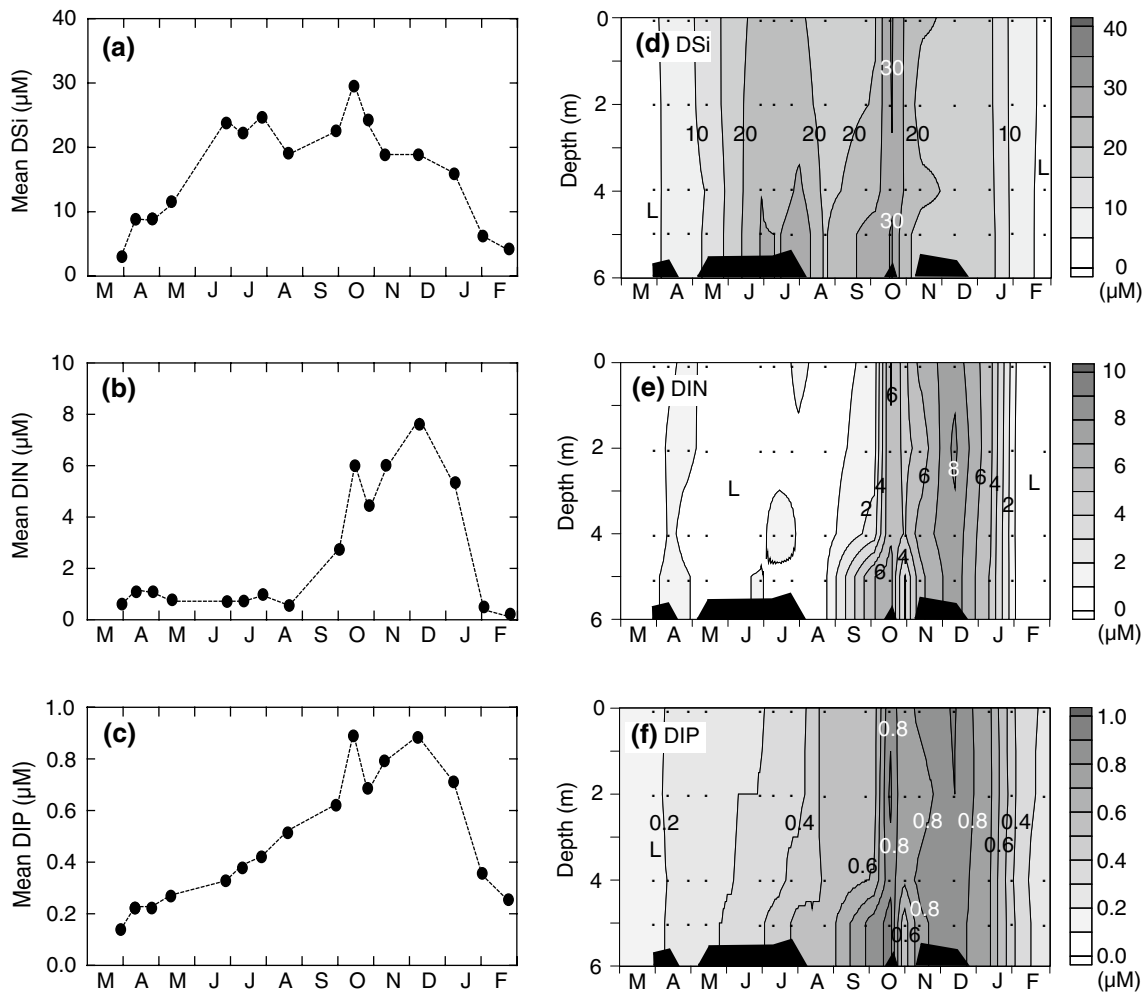 (a)
Mean DSi (µM)
40
30
20
10
0
M A M J J A S O N D J F
(d) DSi
Depth (m)
0
2
4
6
30
10 20 20 20 20 10
L
L
30
M A M J J A S O N D J F
40
30
20
10
0
(µM)
(b)
Mean DIN (µM)
10
8
6
4
2
0
M A M J J A S O N D J F
(e) DIN
Depth (m)
0
2
4
6
6
8
L 4 6 6 4 L
2 2
6 4
M A M J J A S O N D J F
10
8
6
4
2
0
(µM)
(c)
Mean DIP (µM)
1.0
0.8
0.6
0.4
0.2
0.0
M A M J J A S O N D J F
(f) DIP
Depth (m)
0
2
4
6
0.8
0.2 0.4 0.8 0.8 0.4
L 0.8 0.6
0.6
0.8
0.6
M A M J J A S O N D J F
1.0
0.8
0.6
0.4
0.2
0.0
(µM)